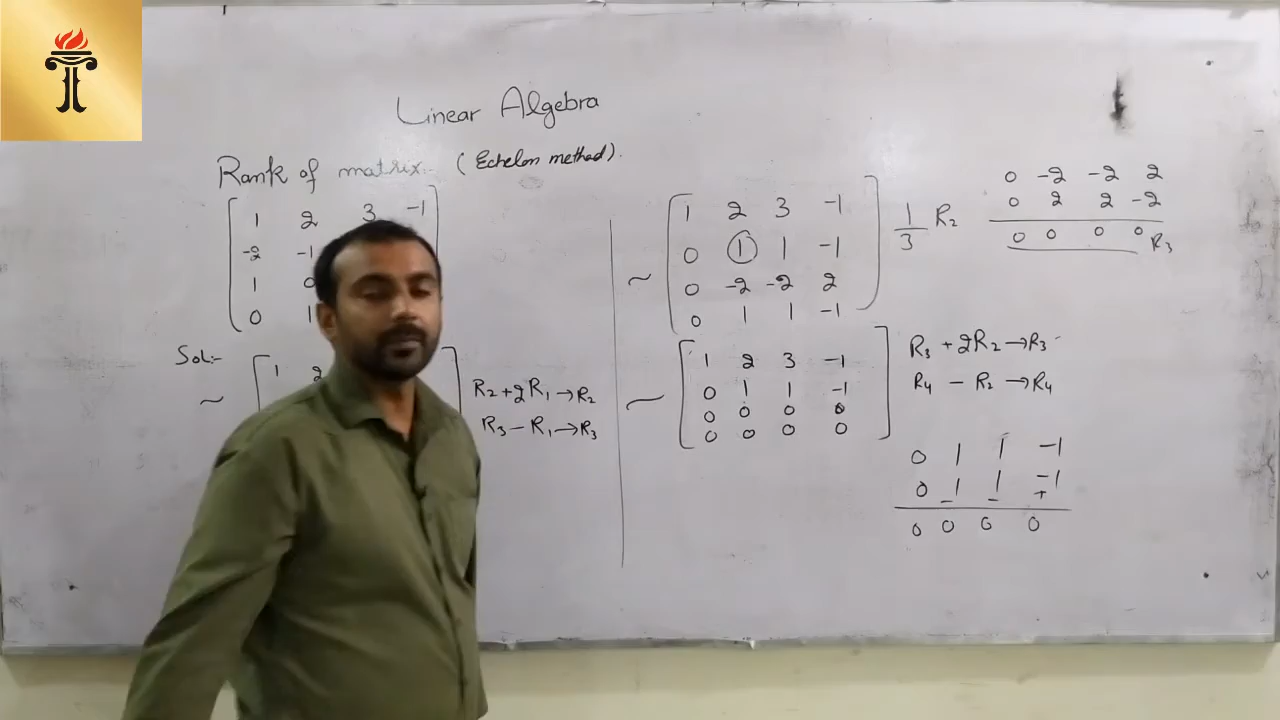 Linear Algebra
Rank of matrix:- (Echelon method).
1 2 3 -1
-2 -1
1 0
0 1
Sol:-
~ 1 2
R2 + 2R1 → R2
R3 - R1 → R3
~ 1 2 3 -1
0 1 1 -1
0 -2 -2 2
0 1 1 -1
1/3 R2
~ 1 2 3 -1
0 1 1 -1
0 0 0 0
0 0 0 0
R3 + 2R2 → R3
R4 - R2 → R4
0 -2 -2 2
0 2 2 -2
0 0 0 0 R3
0 1 1 -1
0 1 1 -1
- - +
0 0 0 0